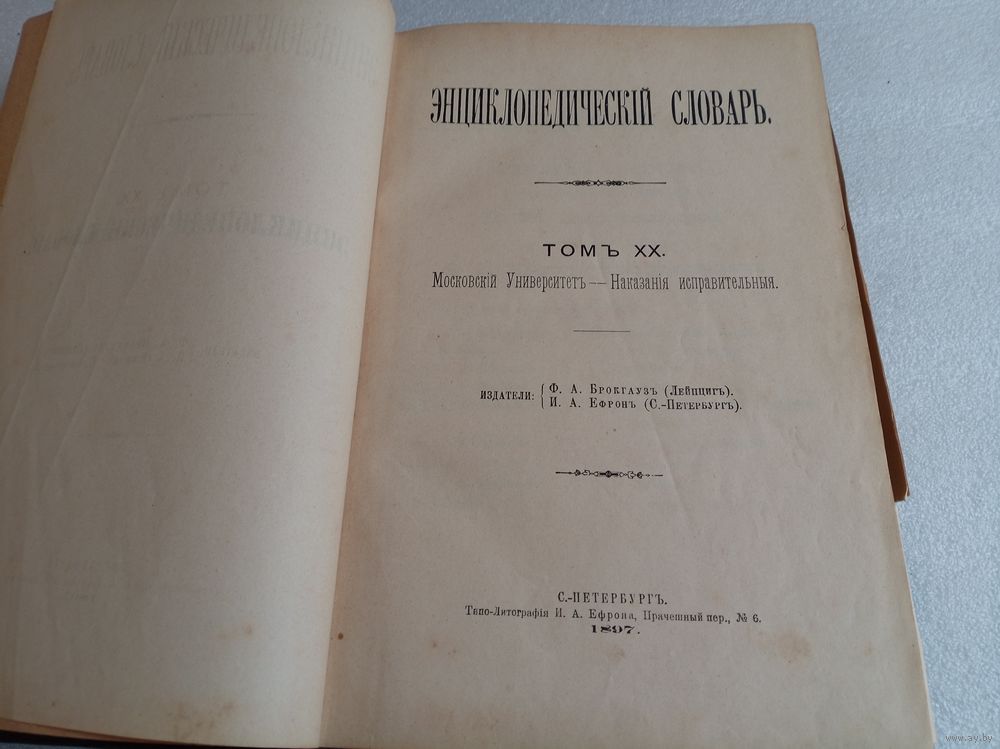 ЭНЦИКЛОПЕДИЧЕСКІЙ СЛОВАРЬ.
ТОМЪ XX.
Московскій Университетъ — Наказанія исправительныя.
ИЗДАТЕЛИ:
Ф. А. Брокгаузъ (Лейпцигъ).
И. А. Ефронъ (С.-Петербургъ).
С.-ПЕТЕРБУРГЪ.
Типо-Литографія И. А. Ефрона, Прачешный пер., № 6.
1897.
www.ay.by